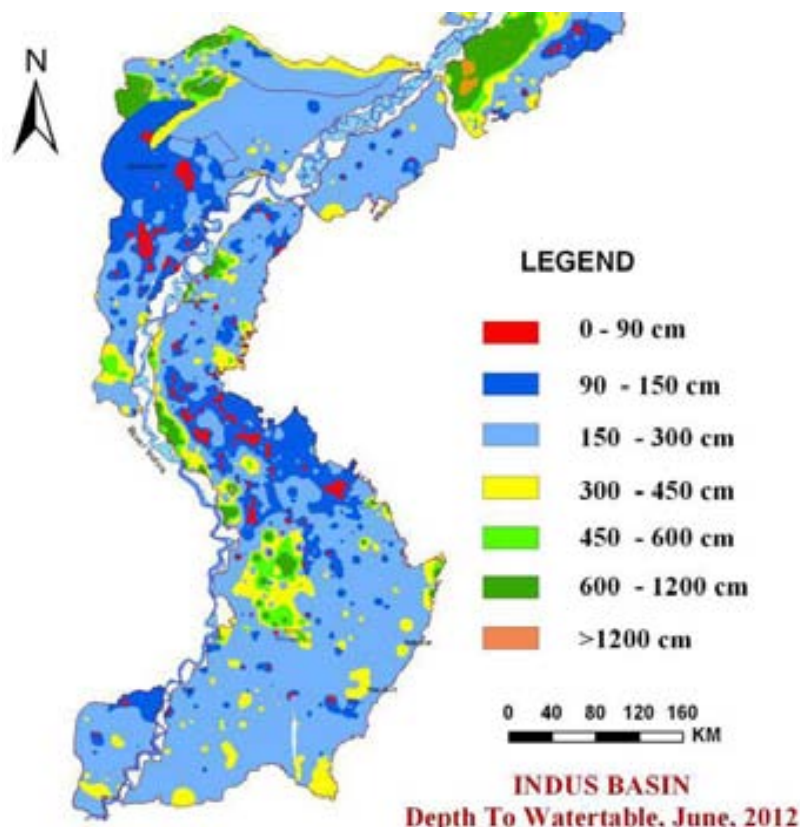 N
LEGEND
0 - 90 cm
90 - 150 cm
150 - 300 cm
300 - 450 cm
450 - 600 cm
600 - 1200 cm
>1200 cm
0 40 80 120 160
KM
INDUS BASIN
Depth To Watertable, June, 2012